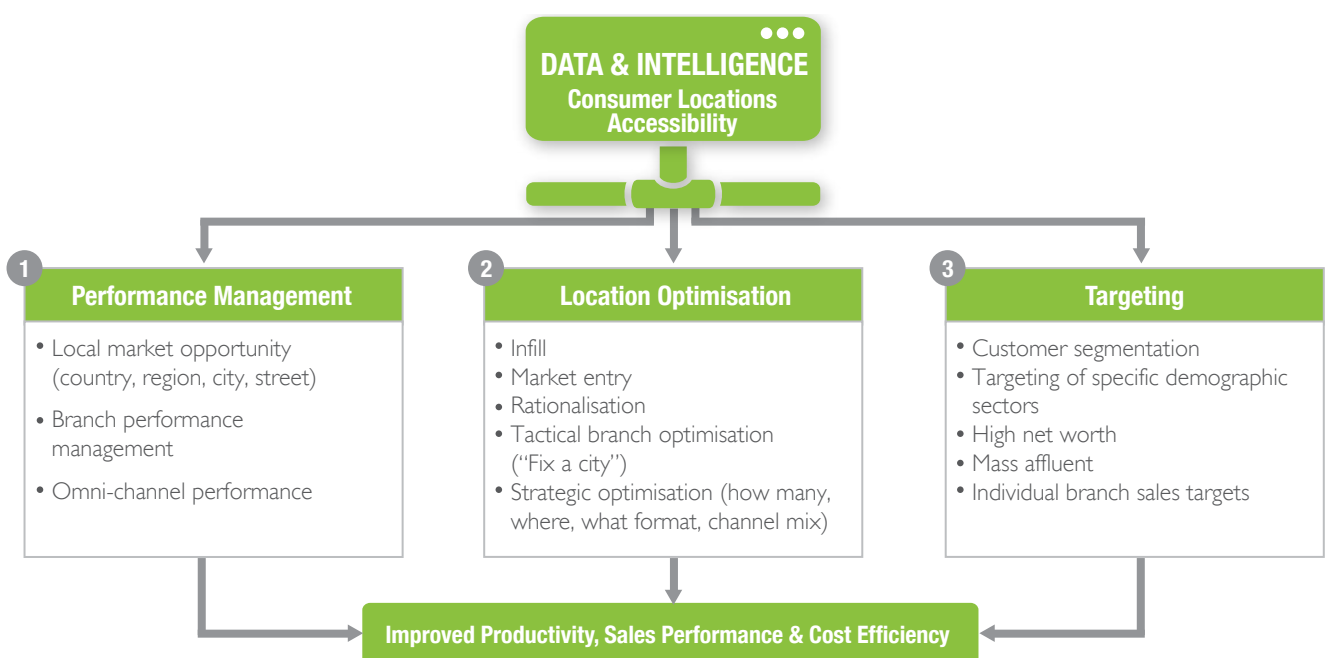 DATA & INTELLIGENCE
Consumer Locations
Accessibility
1
Performance Management
• Local market opportunity
(country, region, city, street)
• Branch performance
management
• Omni-channel performance
2
Location Optimisation
• Infill
• Market entry
• Rationalisation
• Tactical branch optimisation
(“Fix a city”)
• Strategic optimisation (how many,
where, what format, channel mix)
3
Targeting
• Customer segmentation
• Targeting of specific demographic
sectors
• High net worth
• Mass affluent
• Individual branch sales targets
Improved Productivity, Sales Performance & Cost Efficiency